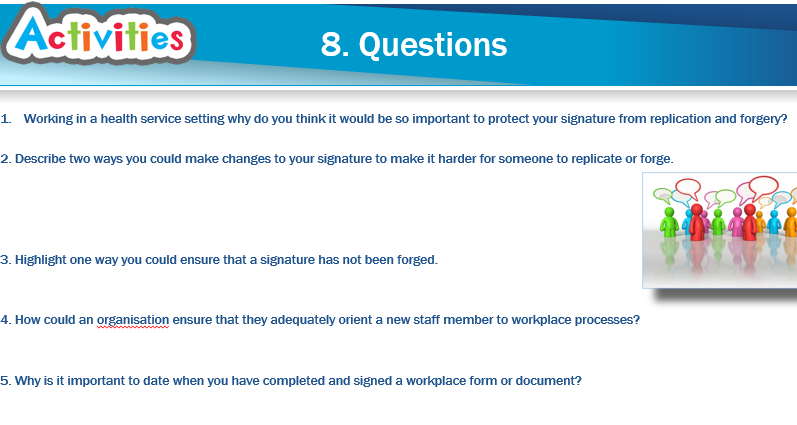 Activities
8. Questions
1. Working in a health service setting why do you think it would be so important to protect your signature from replication and forgery?
2. Describe two ways you could make changes to your signature to make it harder for someone to replicate or forge.
3. Highlight one way you could ensure that a signature has not been forged.
4. How could an organisation ensure that they adequately orient a new staff member to workplace processes?
5. Why is it important to date when you have completed and signed a workplace form or document?